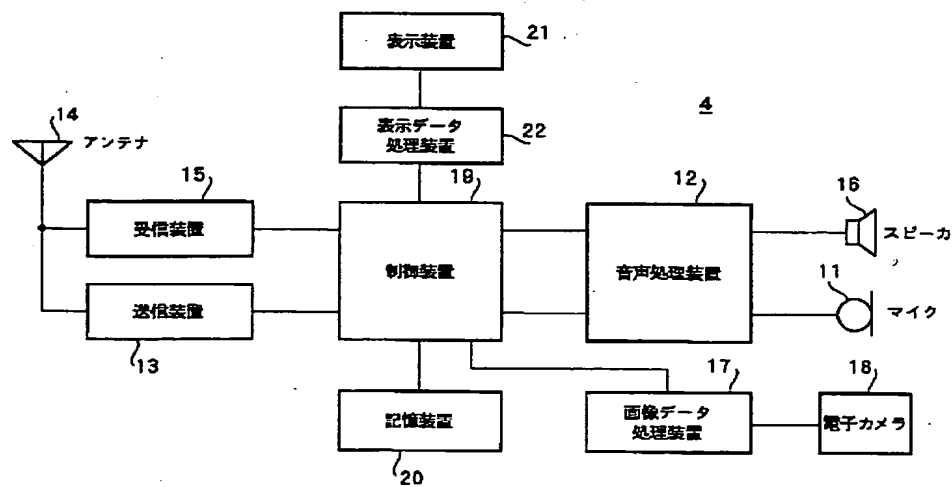 21
表示装置
4
14
アンテナ
表示データ
処理装置
22
15
19
12
16
受信装置
制御装置
音声処理装置
スピーカ
11
送信装置
マイク
13
17
18
記憶装置
画像データ
処理装置
電子カメラ
20